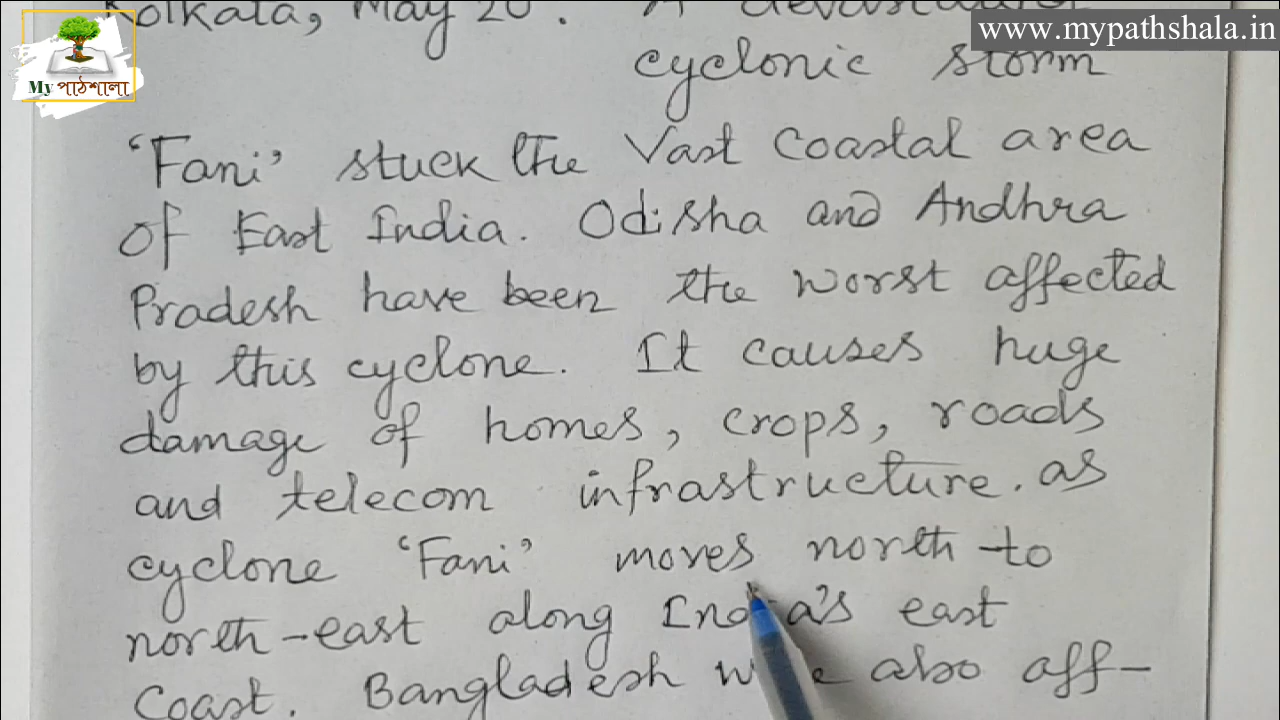 Kolkata, May 20. A devastating
www.mypathshala.in
My পাঠশালা
cyclonic storm
'Fani' stuck the Vast coastal area
of East India. Odisha and Andhra
Pradesh have been the worst affected
by this cyclone. It causes huge
damage of homes, crops, roads
and telecom infrastructure. as
cyclone 'Fani' moves north-to
north-east along India's east
Coast. Bangladesh also aff-